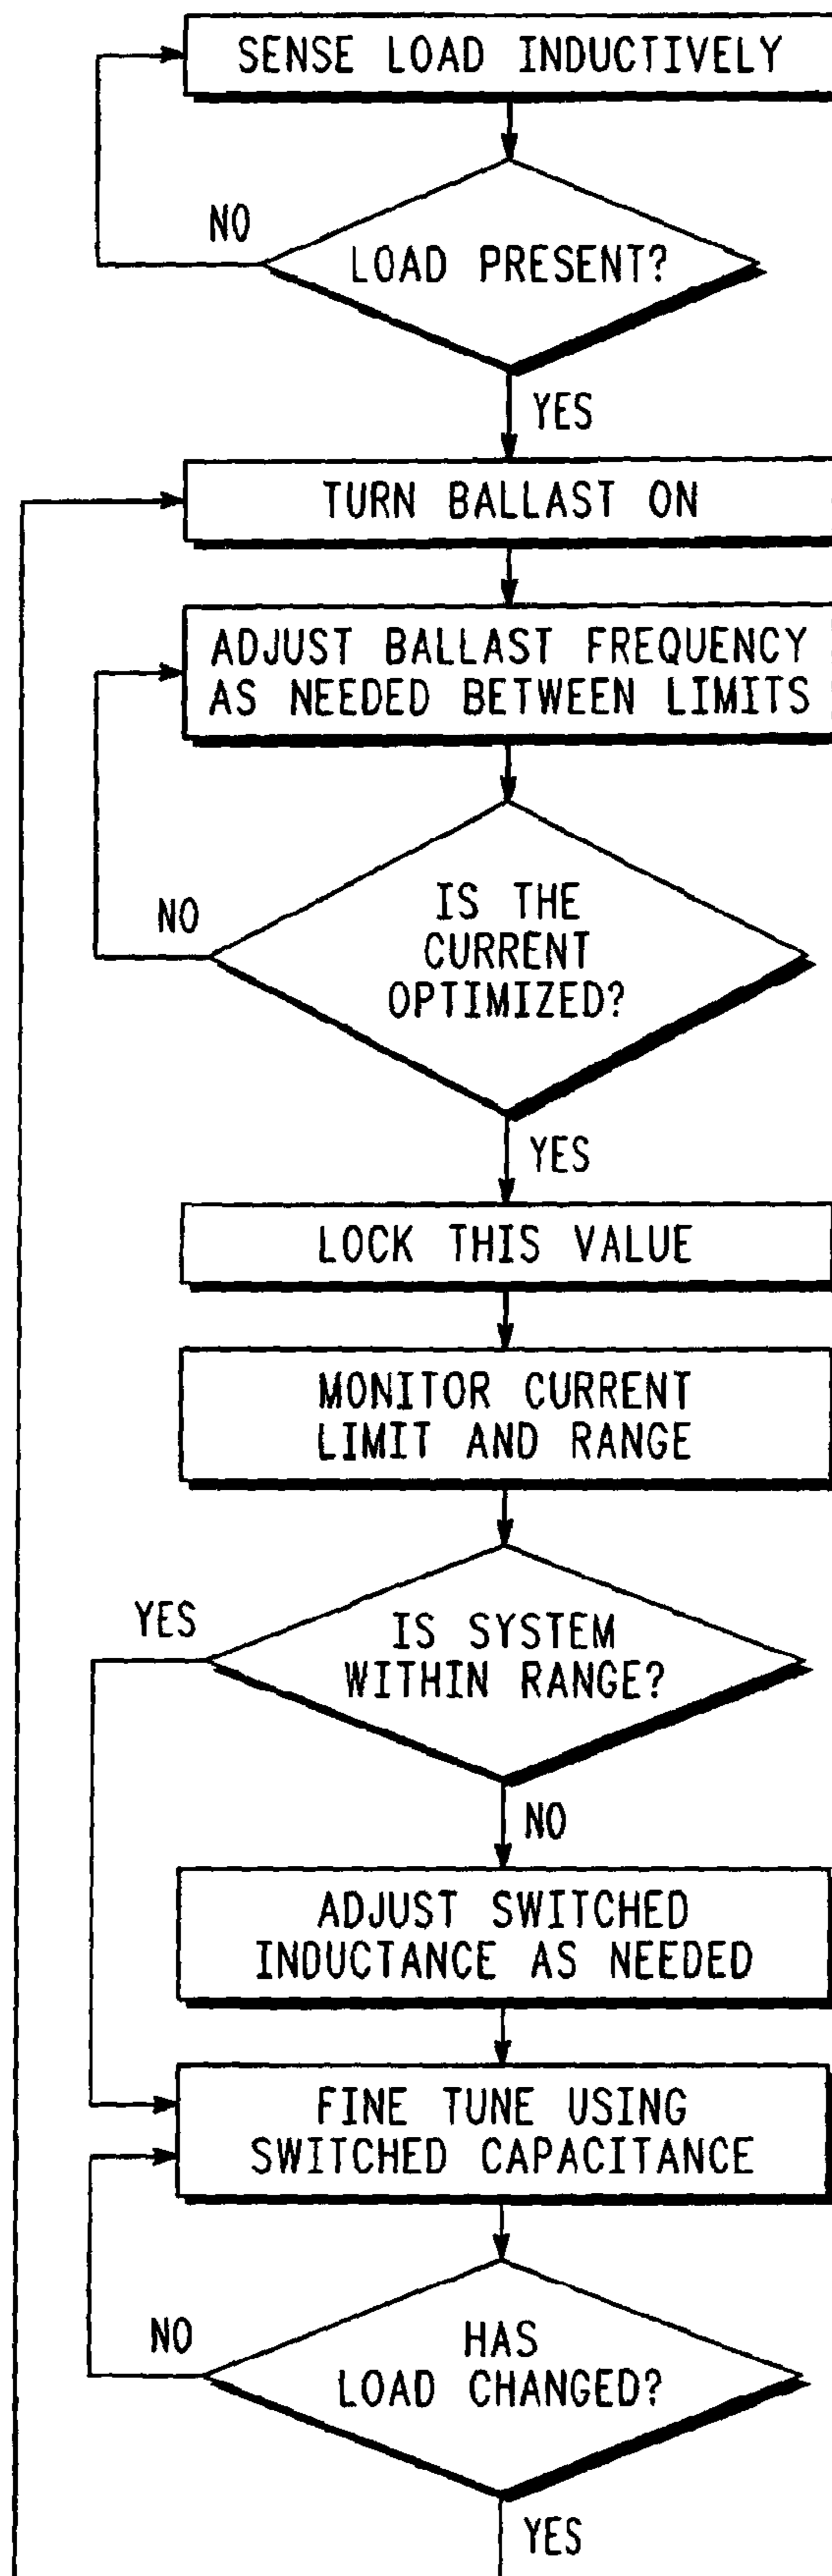 SENSE LOAD INDUCTIVELY
NO
LOAD PRESENT?
YES
TURN BALLAST ON
ADJUST BALLAST FREQUENCY
AS NEEDED BETWEEN LIMITS
NO
IS THE
CURRENT
OPTIMIZED?
YES
LOCK THIS VALUE
MONITOR CURRENT
LIMIT AND RANGE
YES
IS SYSTEM
WITHIN RANGE?
NO
ADJUST SWITCHED
INDUCTANCE AS NEEDED
FINE TUNE USING
SWITCHED CAPACITANCE
NO
HAS
LOAD CHANGED?
YES